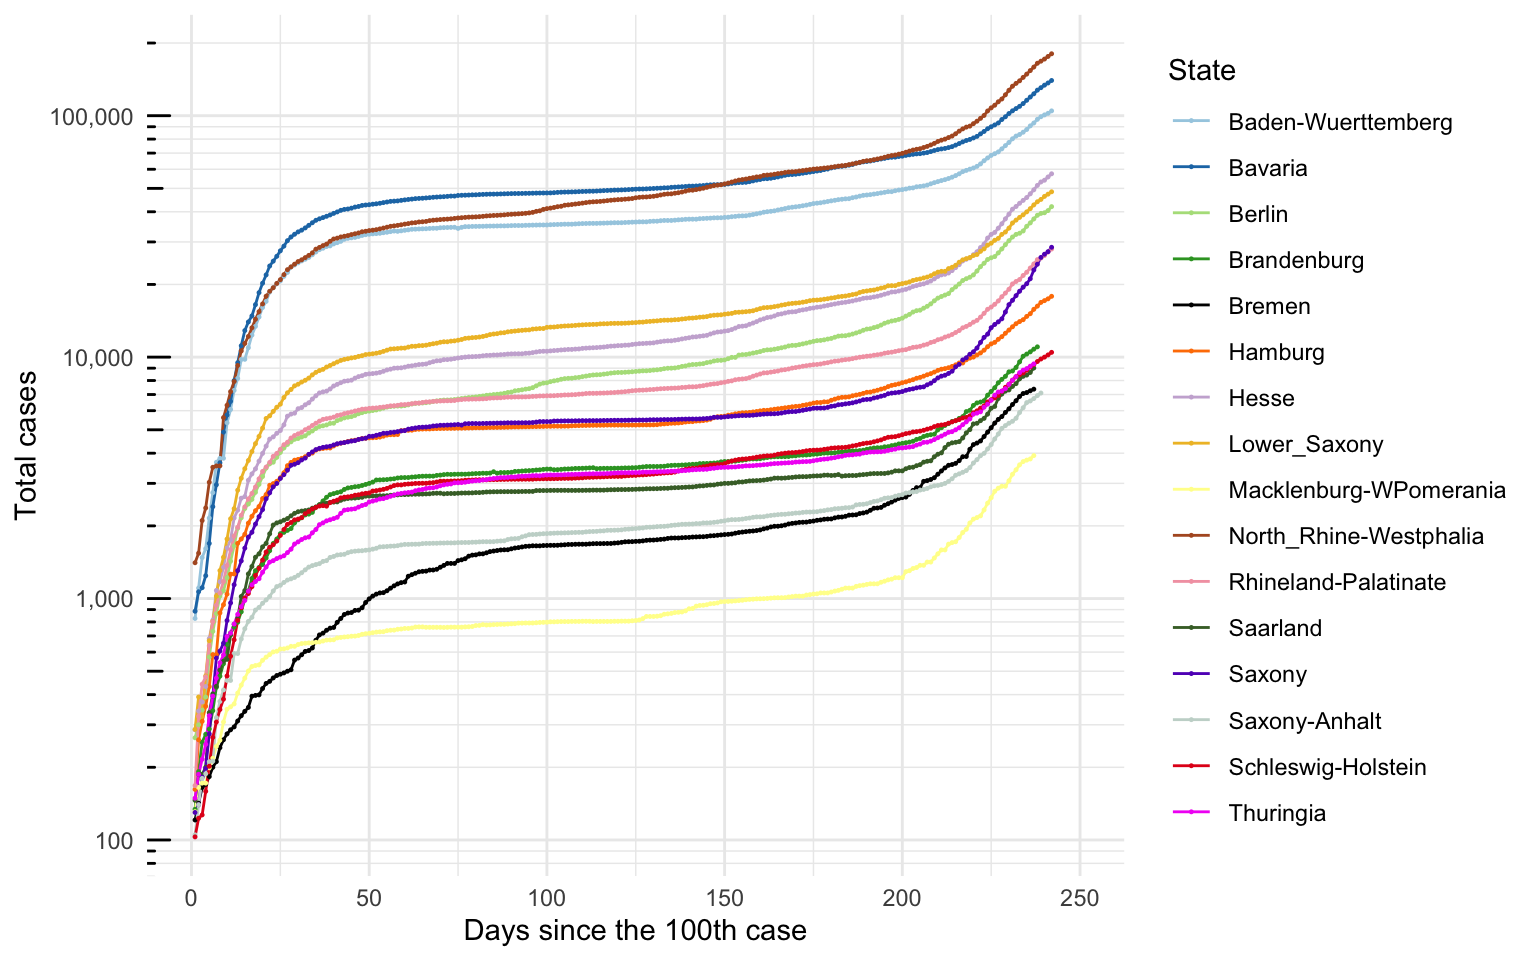 Total cases
100,000
10,000
1,000
100
0 50 100 150 200 250
Days since the 100th case
State
Baden-Wuerttemberg
Bavaria
Berlin
Brandenburg
Bremen
Hamburg
Hesse
Lower_Saxony
Macklenburg-WPomerania
North_Rhine-Westphalia
Rhineland-Palatinate
Saarland
Saxony
Saxony-Anhalt
Schleswig-Holstein
Thuringia